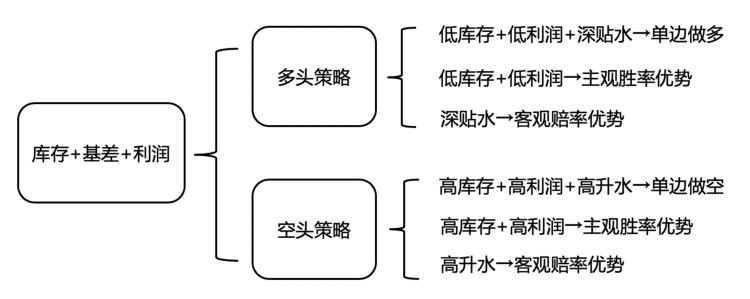 库存+基差+利润
多头策略
低库存+低利润+深贴水→单边做多
低库存+低利润→主观胜率优势
深贴水→客观赔率优势
空头策略
高库存+高利润+高升水→单边做空
高库存+高利润→主观胜率优势
高升水→客观赔率优势